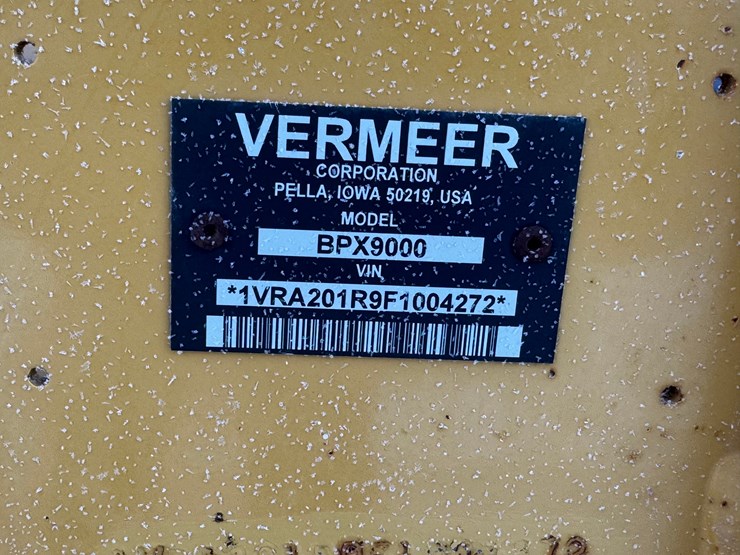 VERMEER
CORPORATION
PELLA, IOWA 50219, USA
MODEL
BPX9000
VIN
*1VRA201R9F1004272*